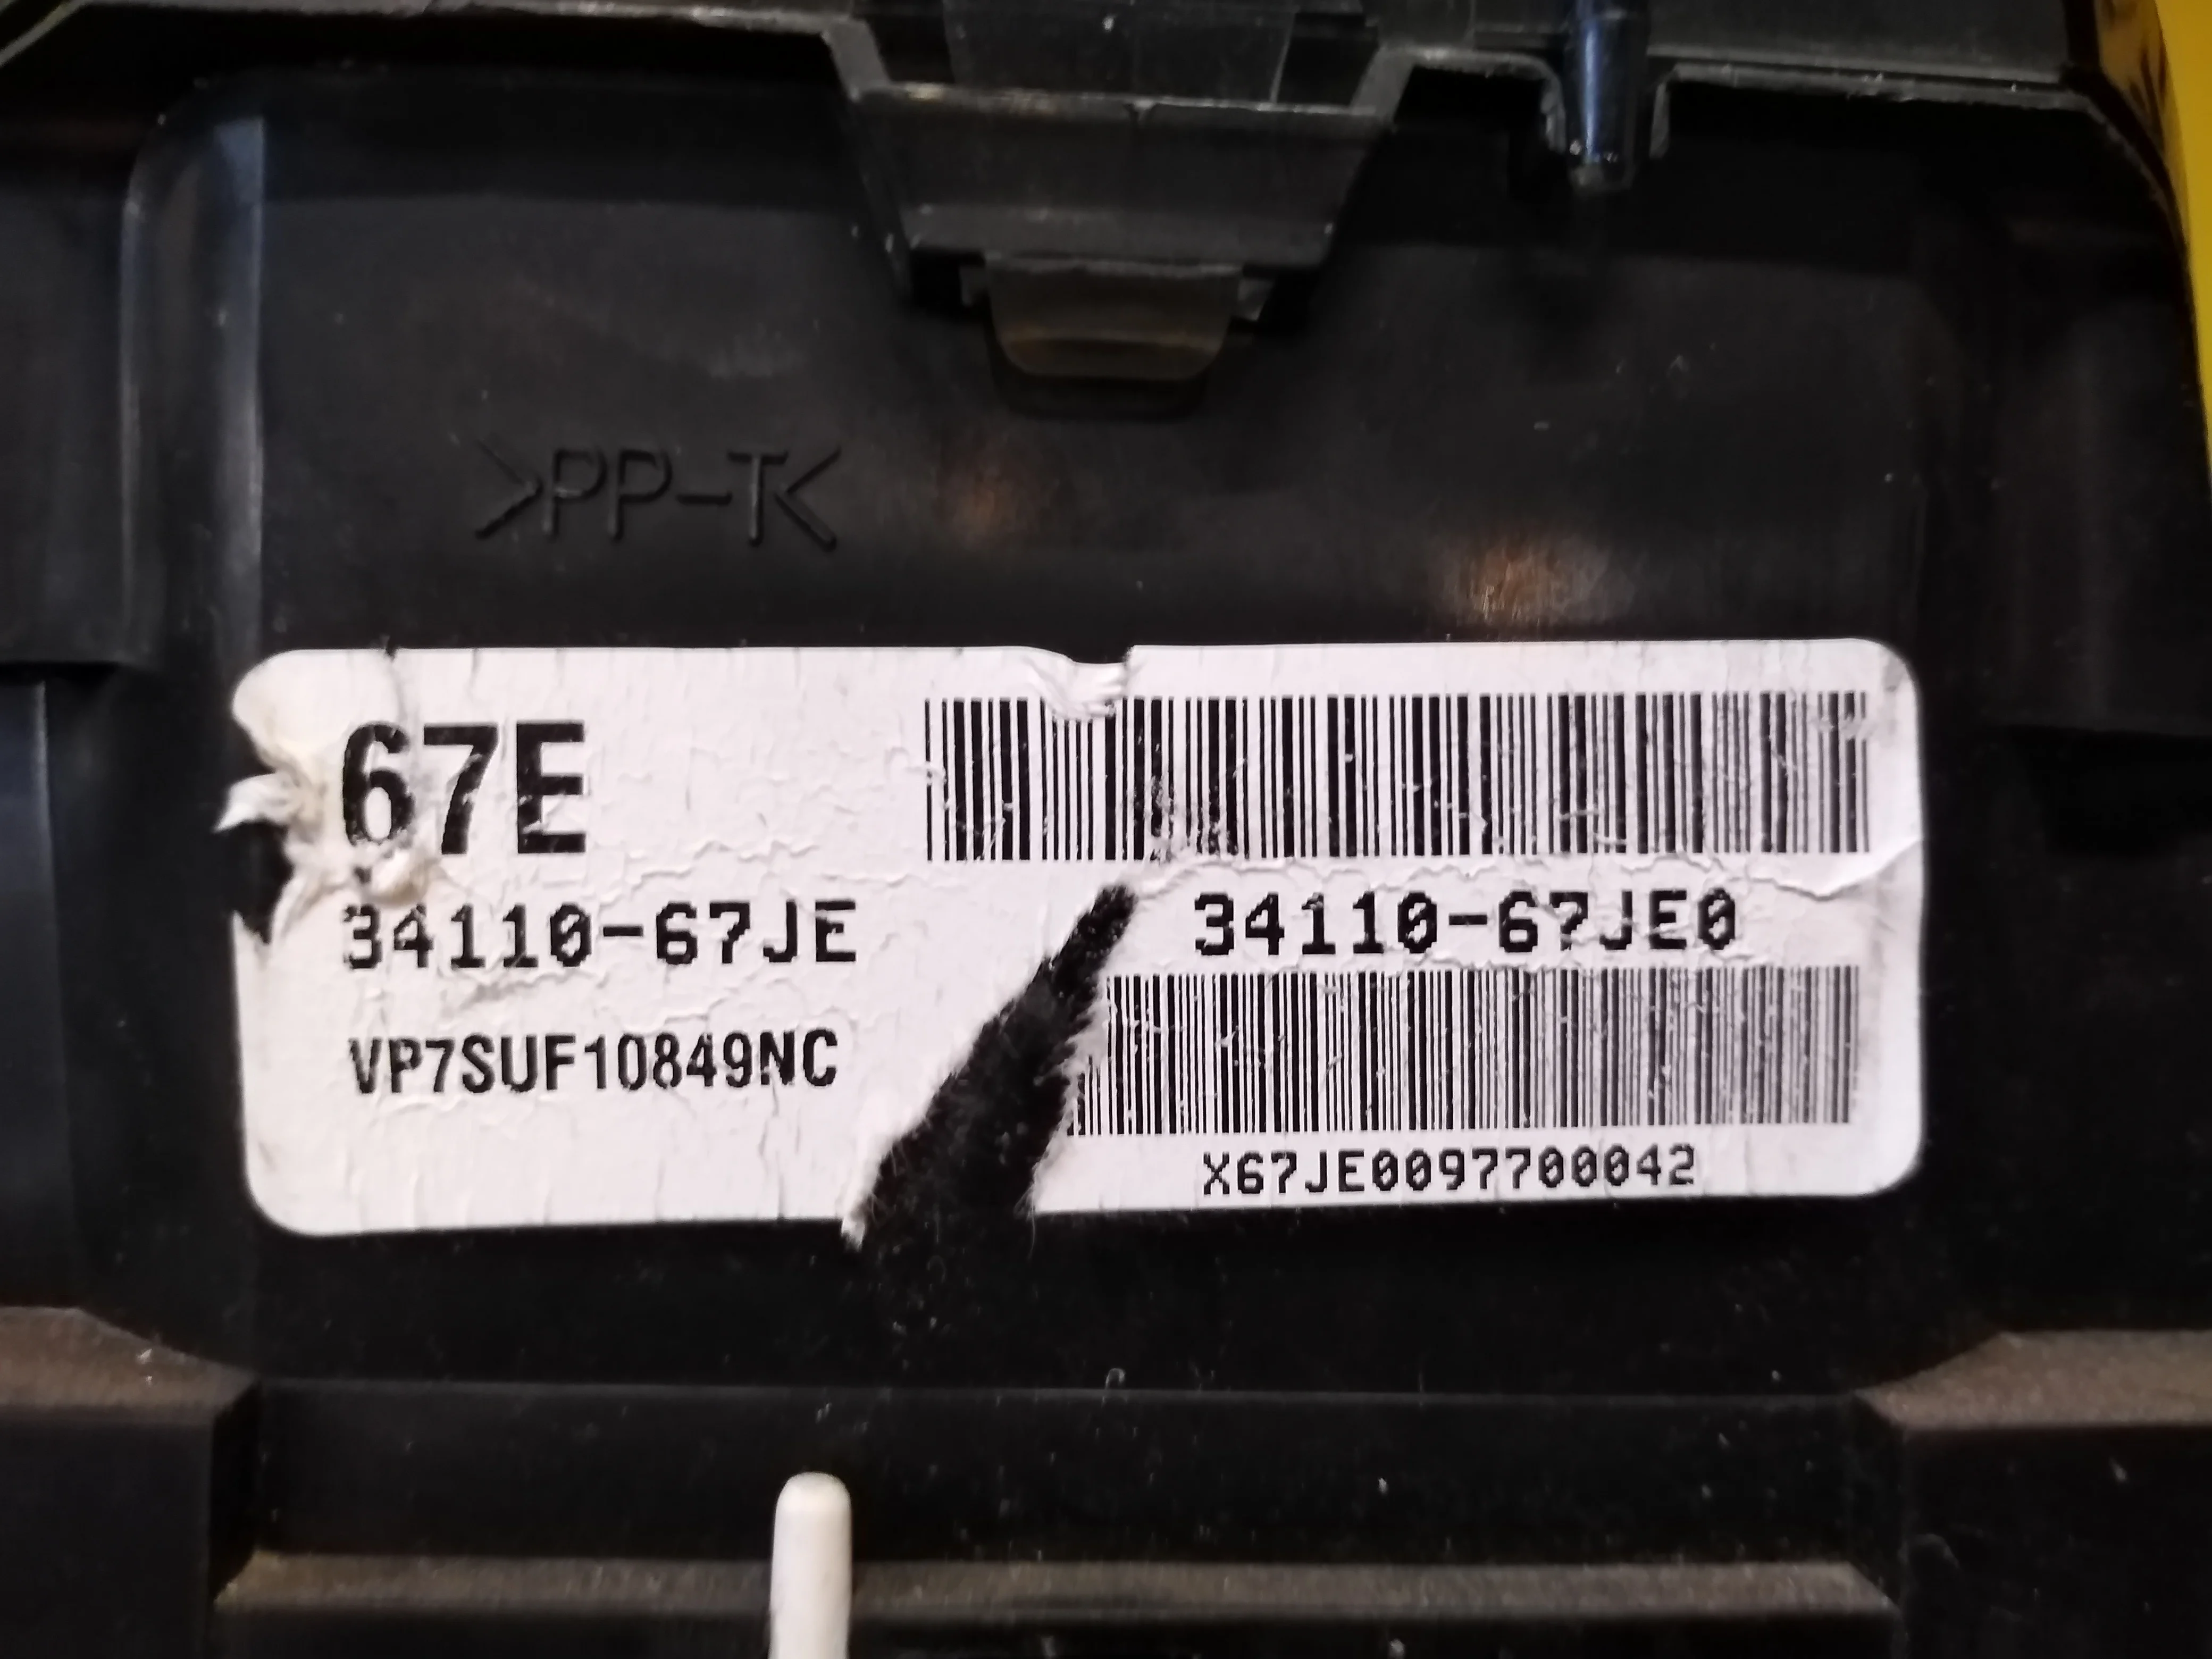 >PP-T<
67E
34110-67JE
34110-67JE0
VP7SUF10849NC
X67JE0097700042